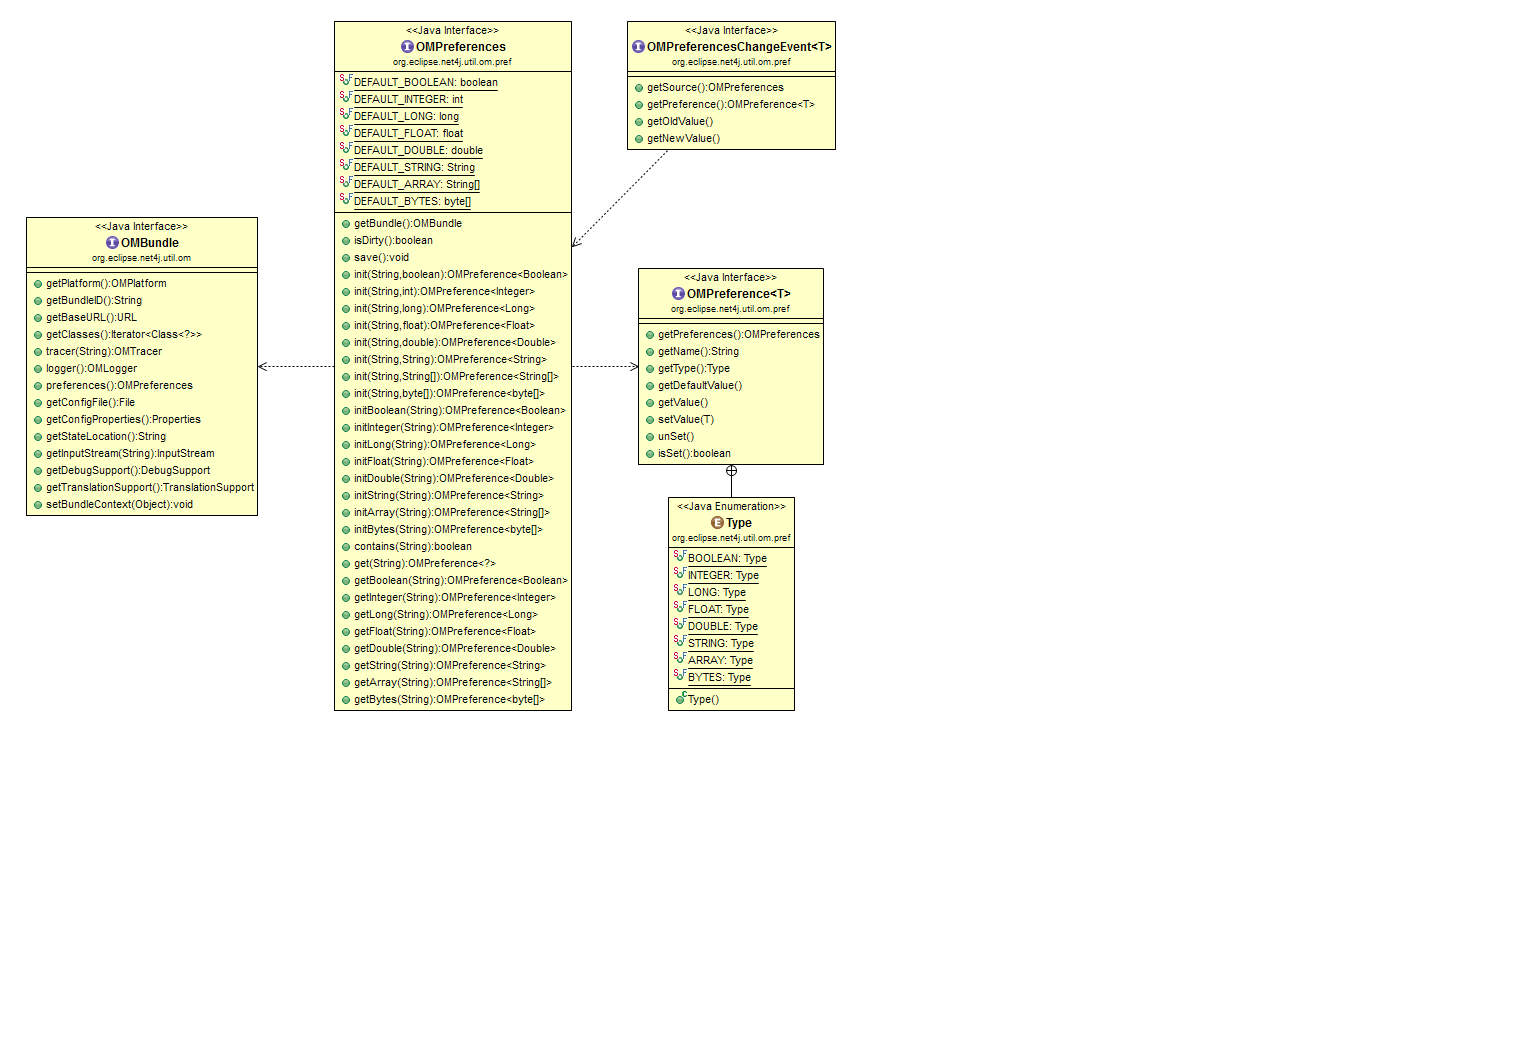 <<Java Interface>>
OMPreferences
org.eclipse.net4j.util.om.pref
DEFAULT_BOOLEAN: boolean
DEFAULT_INTEGER: int
DEFAULT_LONG: long
DEFAULT_FLOAT: float
DEFAULT_DOUBLE: double
DEFAULT_STRING: String
DEFAULT_ARRAY: String[]
DEFAULT_BYTES: byte[]
getBundle():OMBundle
isDirty():boolean
save():void
init(String,boolean):OMPreference<Boolean>
init(String,int):OMPreference<Integer>
init(String,long):OMPreference<Long>
init(String,float):OMPreference<Float>
init(String,double):OMPreference<Double>
init(String,String):OMPreference<String>
init(String,String[]):OMPreference<String[]>
init(String,byte[]):OMPreference<byte[]>
initBoolean(String):OMPreference<Boolean>
initInteger(String):OMPreference<Integer>
initLong(String):OMPreference<Long>
initFloat(String):OMPreference<Float>
initDouble(String):OMPreference<Double>
initString(String):OMPreference<String>
initArray(String):OMPreference<String[]>
initBytes(String):OMPreference<byte[]>
contains(String):boolean
get(String):OMPreference<?>
getBoolean(String):OMPreference<Boolean>
getInteger(String):OMPreference<Integer>
getLong(String):OMPreference<Long>
getFloat(String):OMPreference<Float>
getDouble(String):OMPreference<Double>
getString(String):OMPreference<String>
getArray(String):OMPreference<String[]>
getBytes(String):OMPreference<byte[]>
<<Java Interface>>
OMPreferencesChangeEvent<T>
org.eclipse.net4j.util.om.pref
getSource():OMPreferences
getPreference():OMPreference<T>
getOldValue()
getNewValue()
<<Java Interface>>
OMBundle
org.eclipse.net4j.util.om
getPlatform():OMPlatform
getBundleID():String
getBaseURL():URL
getClasses():Iterator<Class<?>>
tracer(String):OMTracer
logger():OMLogger
preferences():OMPreferences
getConfigFile():File
getConfigProperties():Properties
getStateLocation():String
getInputStream(String):InputStream
getDebugSupport():DebugSupport
getTranslationSupport():TranslationSupport
setBundleContext(Object):void
<<Java Interface>>
OMPreference<T>
org.eclipse.net4j.util.om.pref
getPreferences():OMPreferences
getName():String
getType():Type
getDefaultValue()
getValue()
setValue(T)
unSet()
isSet():boolean
<<Java Enumeration>>
Type
org.eclipse.net4j.util.om.pref
BOOLEAN: Type
INTEGER: Type
LONG: Type
FLOAT: Type
DOUBLE: Type
STRING: Type
ARRAY: Type
BYTES: Type
Type()